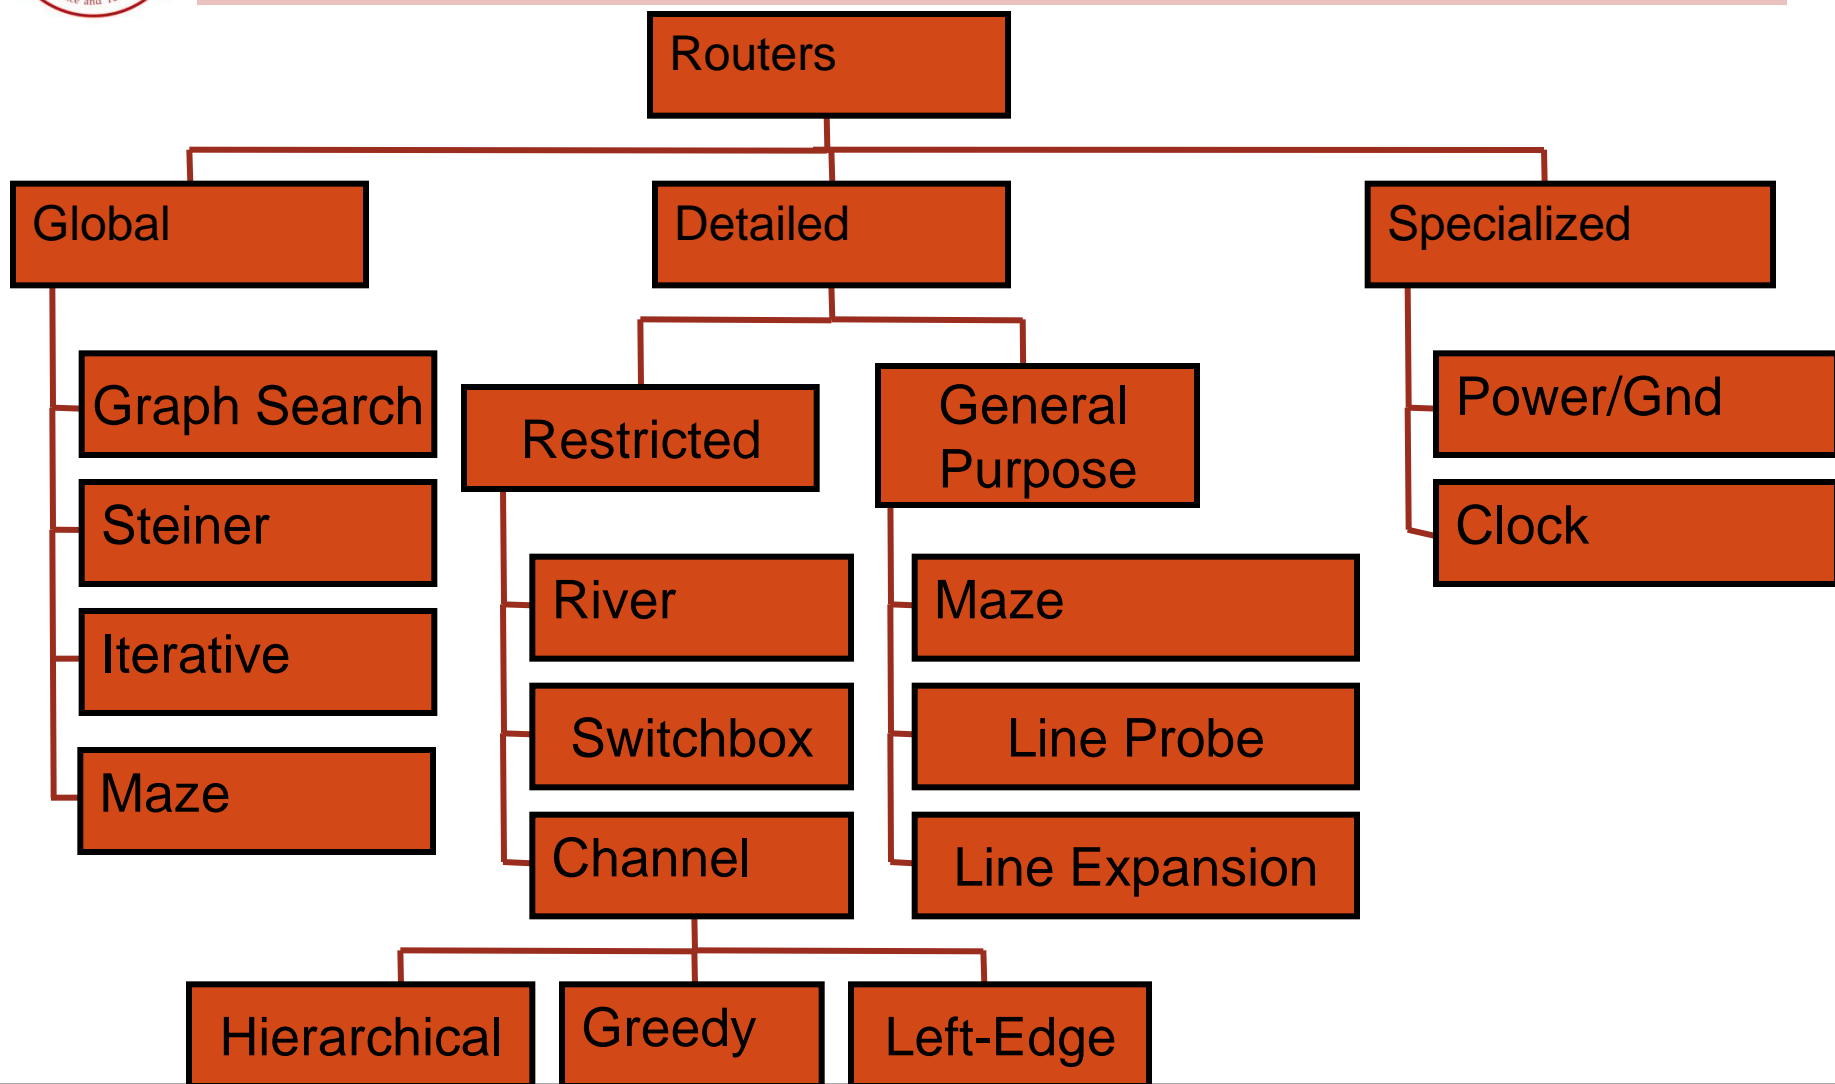 Routers
Global
Detailed
Specialized
Graph Search
Steiner
Iterative
Maze
Restricted
General
Purpose
River
Switchbox
Channel
Maze
Line Probe
Line Expansion
Power/Gnd
Clock
Hierarchical
Greedy
Left-Edge